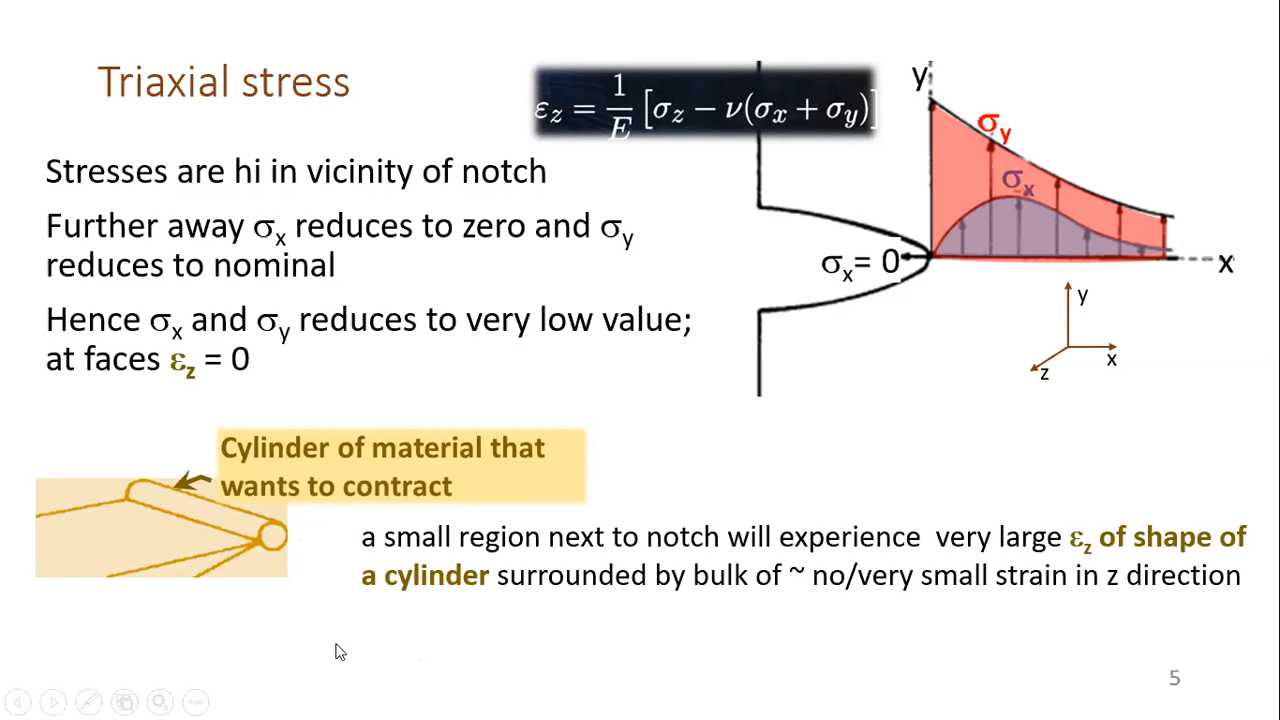 Triaxial stress
εz = 1/E [σz − ν(σx + σy)]
Stresses are hi in vicinity of notch
Further away σx reduces to zero and σy
reduces to nominal
Hence σx and σy reduces to very low value;
at faces εz = 0
y
σy
σx
σx= 0
x
y
x
z
Cylinder of material that
wants to contract
a small region next to notch will experience very large εz of shape of
a cylinder surrounded by bulk of ~ no/very small strain in z direction
5